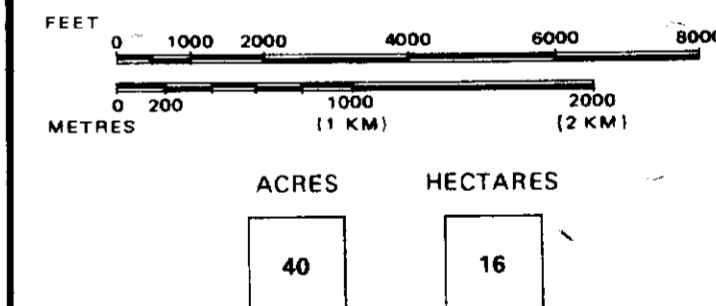 FEET
0 1000 2000 4000 6000 8000
0 200 1000 2000
METRES (1 KM) (2 KM)
ACRES HECTARES
40 16